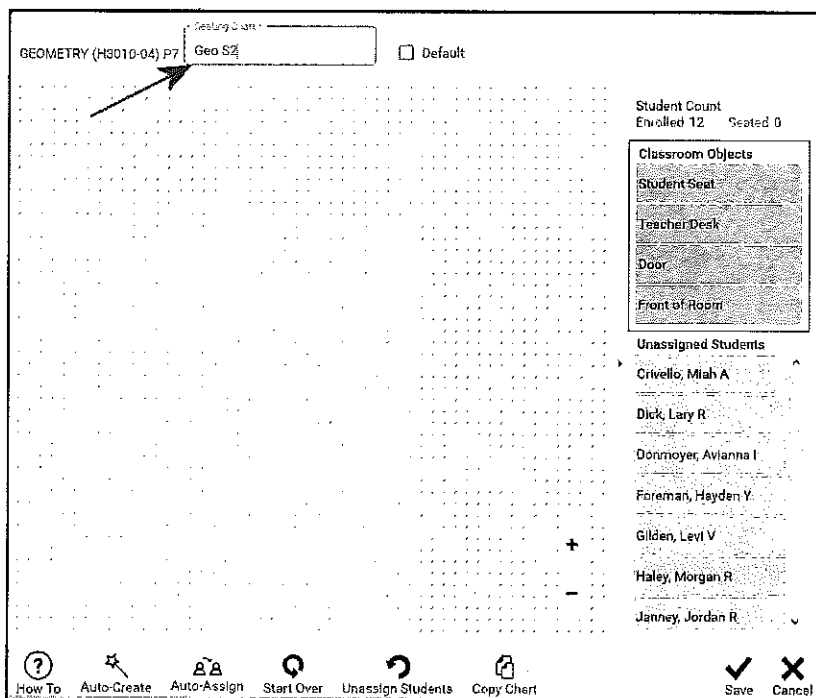 Seating Chart *
GEOMETRY (H3010-04) P7
Geo S2
Default
Student Count
Enrolled 12 Seated 0
Classroom Objects
Student Seat
Teacher Desk
Door
Front of Room
Unassigned Students
Crivello, Miah A
Dick, Lary R
Donmoyer, Avianna I
Foreman, Hayden Y
Gilden, Levi V
Haley, Morgan R
Janney, Jordan R
+
−
? How To
Auto-Create
Auto-Assign
Start Over
Unassign Students
Copy Chart
Save
Cancel